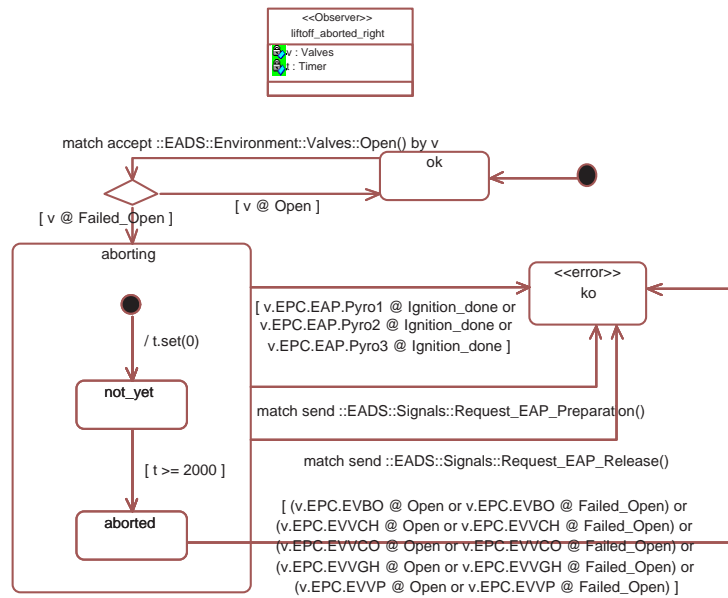 <<Observer>>
liftoff_aborted_right
v : Valves
t : Timer
match accept ::EADS::Environment::Valves::Open() by v
ok
[ v @ Open ]
[ v @ Failed_Open ]
aborting
<<error>>
ko
[ v.EPC.EAP.Pyro1 @ Ignition_done or
v.EPC.EAP.Pyro2 @ Ignition_done or
v.EPC.EAP.Pyro3 @ Ignition_done ]
/ t.set(0)
not_yet
match send ::EADS::Signals::Request_EAP_Preparation()
match send ::EADS::Signals::Request_EAP_Release()
[ t >= 2000 ]
aborted
[ (v.EPC.EVBO @ Open or v.EPC.EVBO @ Failed_Open) or
(v.EPC.EVVCH @ Open or v.EPC.EVVCH @ Failed_Open) or
(v.EPC.EVVCO @ Open or v.EPC.EVVCO @ Failed_Open) or
(v.EPC.EVVGH @ Open or v.EPC.EVVGH @ Failed_Open) or
(v.EPC.EVVP @ Open or v.EPC.EVVP @ Failed_Open) ]